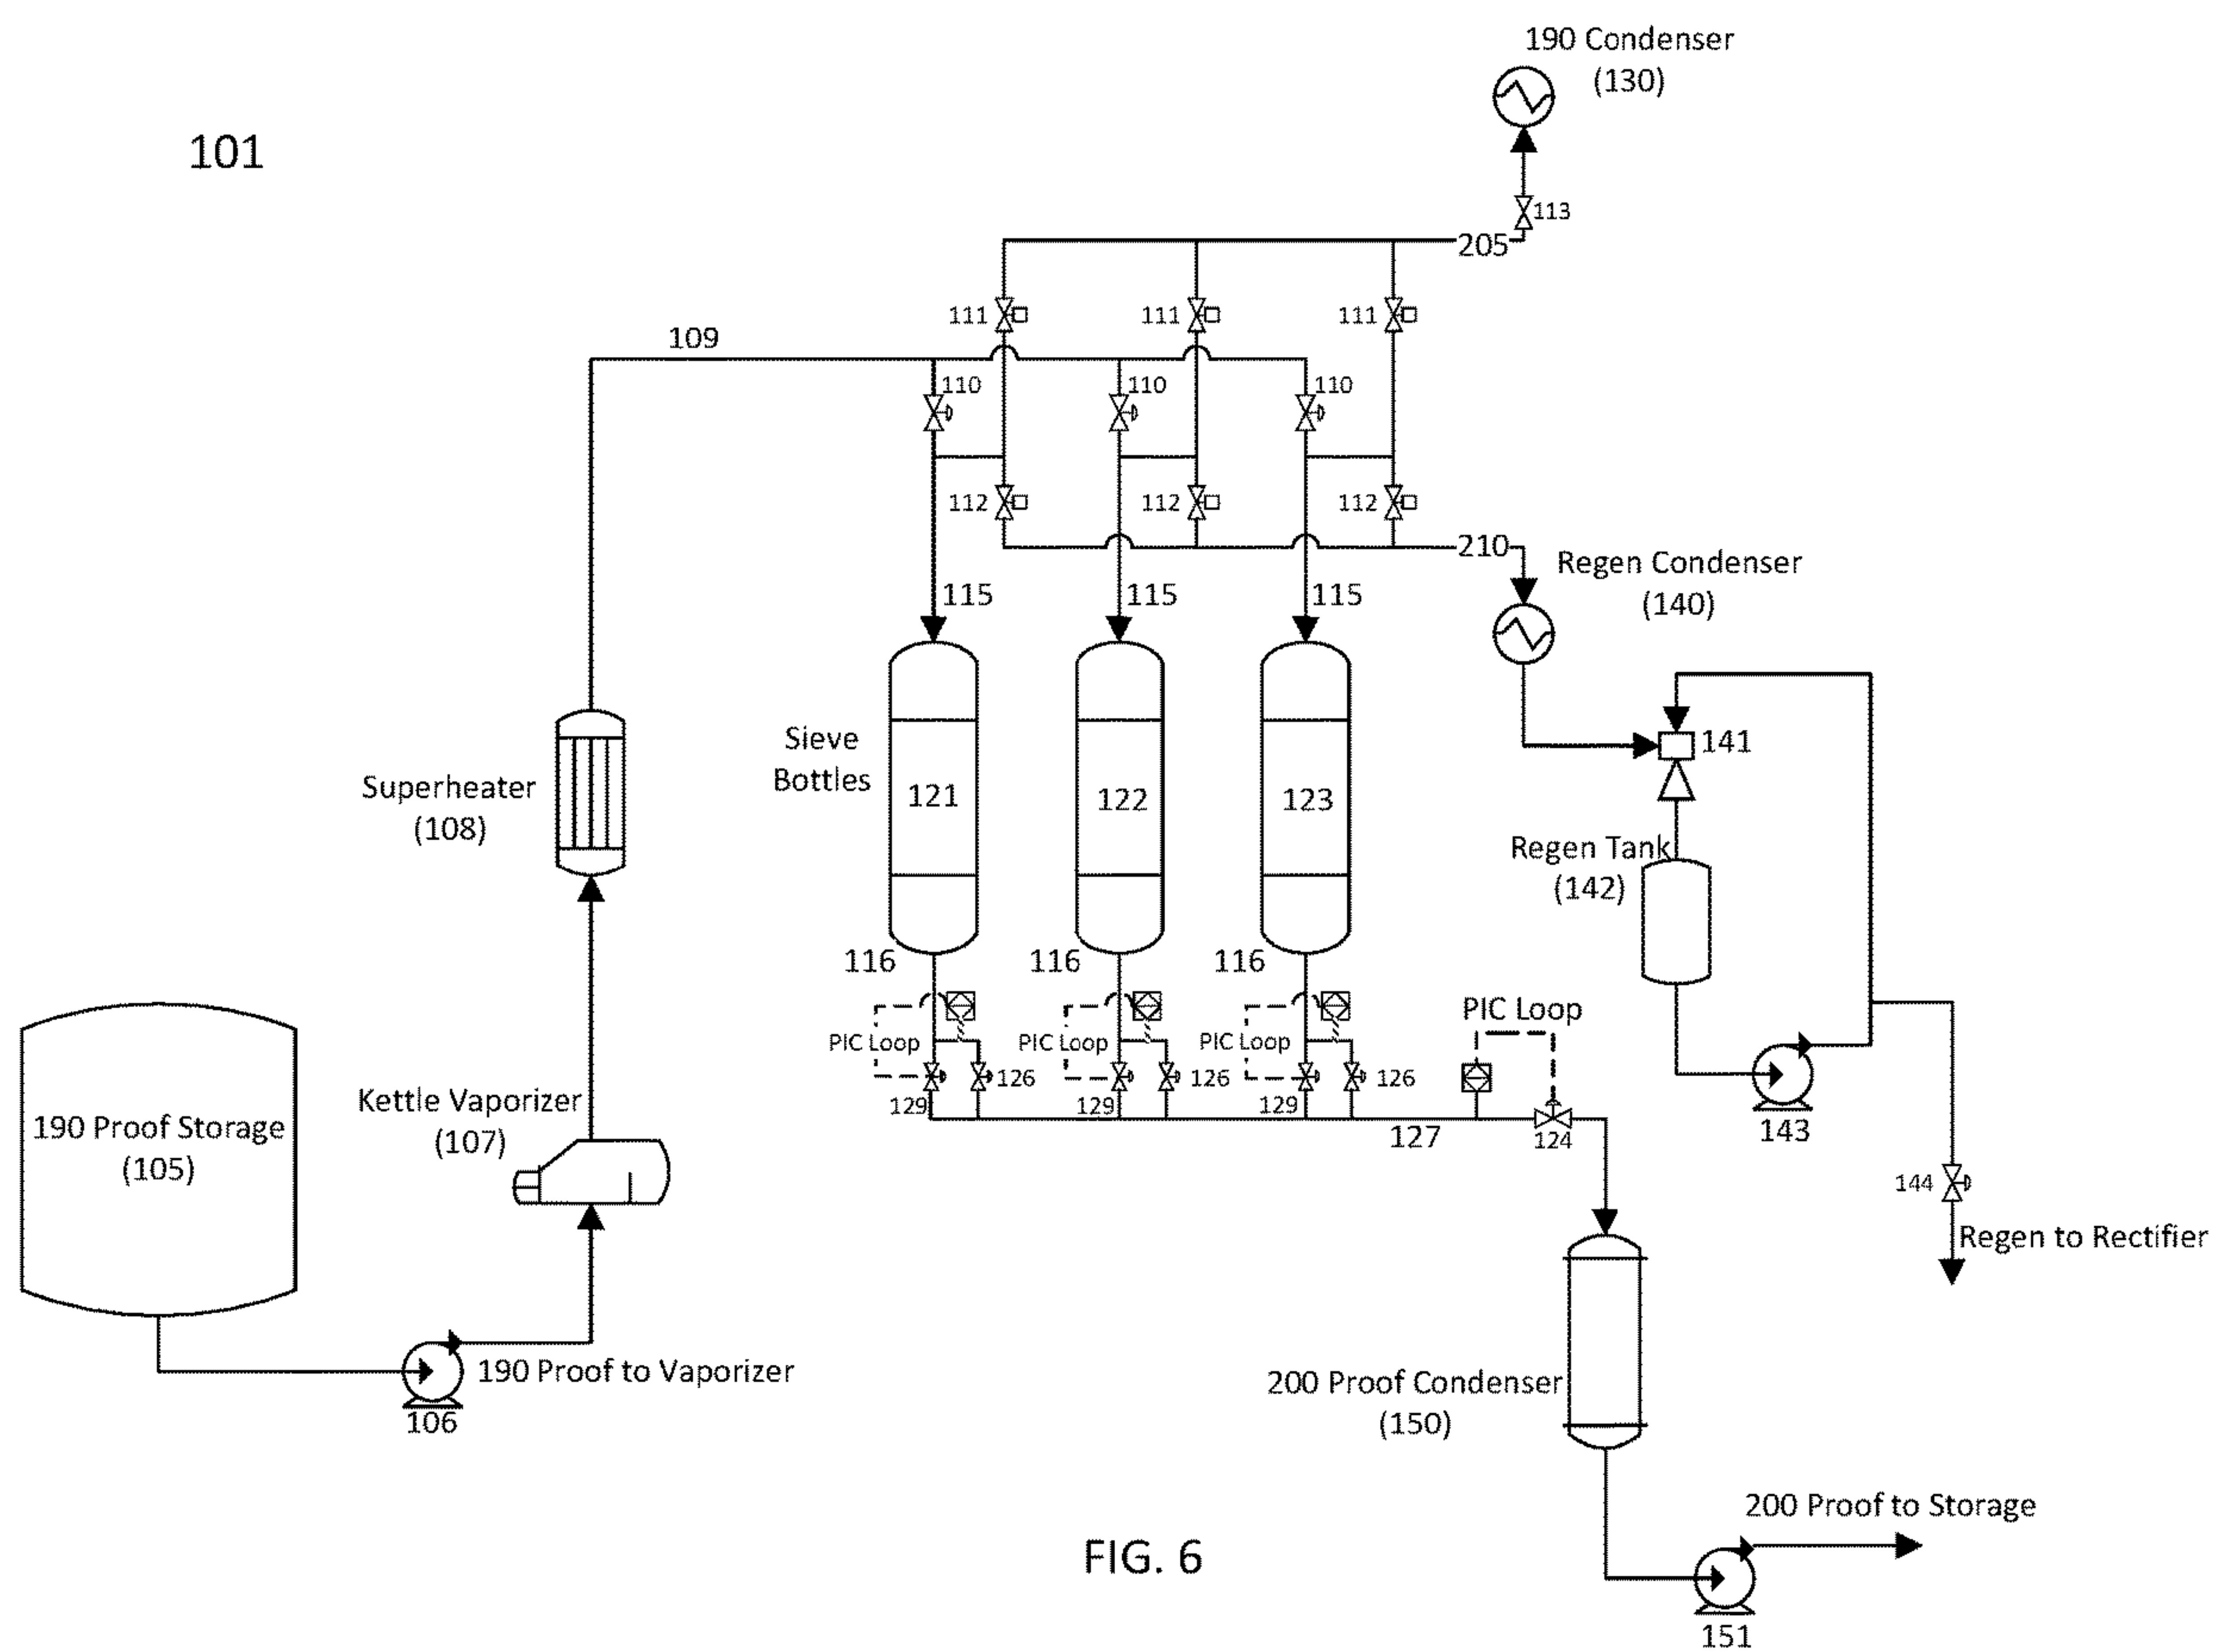 190 Condenser
(130)
101
113
205
111 111 111
109
110 110 110
112 112 112
210
Regen Condenser
(140)
115 115 115
Sieve
Bottles
121 122 123
141
Superheater
(108)
Regen Tank
(142)
116 116 116
PIC Loop
PIC Loop PIC Loop PIC Loop
126 126 126
129 129 129
127
124
143
Kettle Vaporizer
(107)
190 Proof Storage
(105)
144
Regen to Rectifier
190 Proof to Vaporizer
106
200 Proof Condenser
(150)
200 Proof to Storage
151
FIG. 6